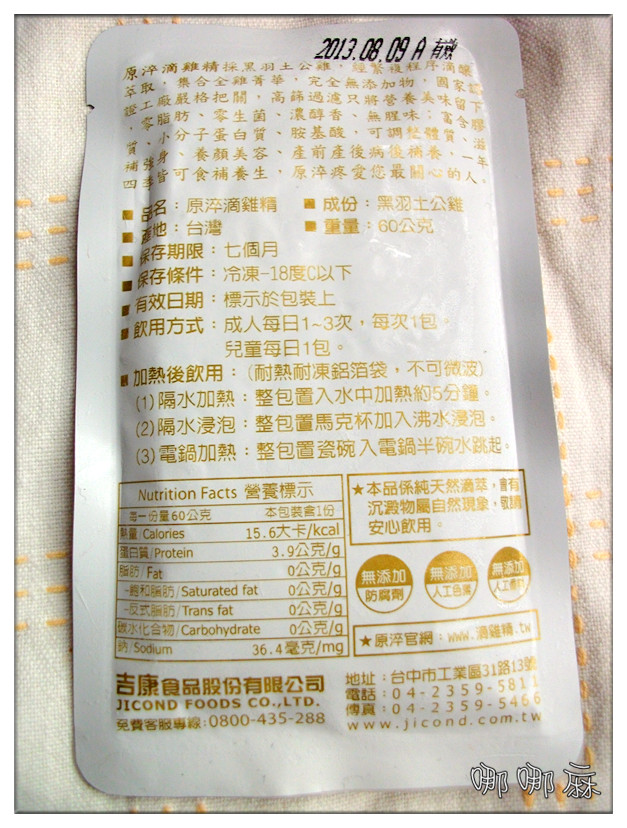 2013.08.09 A 有效
原淬滴雞精採黑羽土公雞，經繁複程序滴釀
萃取，集合全雞菁華，完全無添加物，國家認
證工廠嚴格把關，高篩過濾只將營養美味留下
，零脂肪、零生菌、濃醇香、無腥味；富含膠
質、小分子蛋白質、胺基酸，可調整體質、滋
補強身、養顏美容、產前產後病後補養，一年
四季皆可食補養生，原淬疼愛您最關心的人。
■品名：原淬滴雞精 ■成份：黑羽土公雞
■產地：台灣 ■重量：60公克
■保存期限：七個月
■保存條件：冷凍-18度C以下
■有效日期：標示於包裝上
■飲用方式：成人每日1~3次，每次1包。
兒童每日1包。
■加熱後飲用：（耐熱耐凍鋁箔袋，不可微波）
(1)隔水加熱：整包置入水中加熱約5分鐘。
(2)隔水浸泡：整包置馬克杯加入沸水浸泡。
(3)電鍋加熱：整包置瓷碗入電鍋半碗水跳起。
Nutrition Facts 營養標示
每一份量60公克 本包裝含1份
熱量/Calories 15.6大卡/kcal
蛋白質/Protein 3.9公克/g
脂肪/Fat 0公克/g
-飽和脂肪/Saturated fat 0公克/g
-反式脂肪/Trans fat 0公克/g
碳水化合物/Carbohydrate 0公克/g
鈉/Sodium 36.4毫克/mg
★本品係純天然滴萃，會有
沉澱物屬自然現象，敬請
安心飲用。
無添加
防腐劑
無添加
人工色素
無添加
人工香料
★原淬官網：www.滴雞精.tw
吉康食品股份有限公司
JICOND FOODS CO.,LTD.
免費客服專線:0800-435-288
地址：台中市工業區31路13號
電話：04-2359-5811
傳真：04-2359-5466
www.jicond.com.tw
哪哪麻